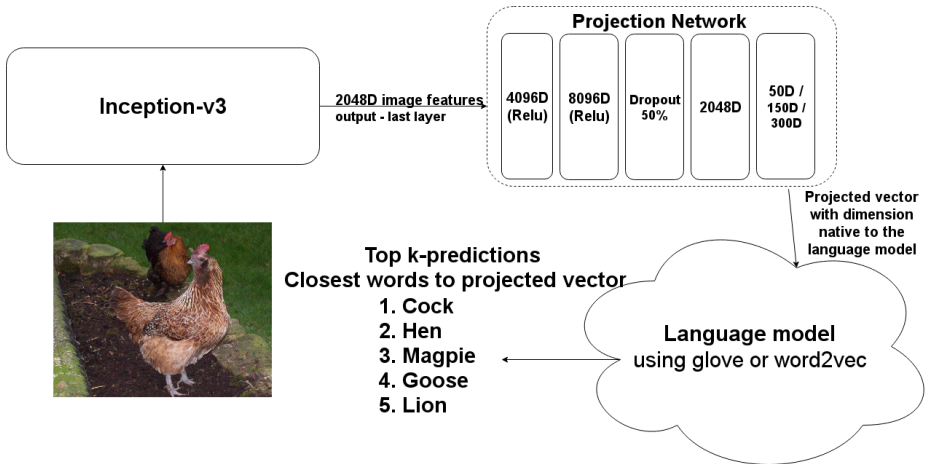 Projection Network
Inception-v3
2048D image features
output - last layer
4096D
(Relu)
8096D
(Relu)
Dropout
50%
2048D
50D /
150D /
300D
Projected vector
with dimension
native to the
language model
Top k-predictions
Closest words to projected vector
1. Cock
2. Hen
3. Magpie
4. Goose
5. Lion
Language model
using glove or word2vec